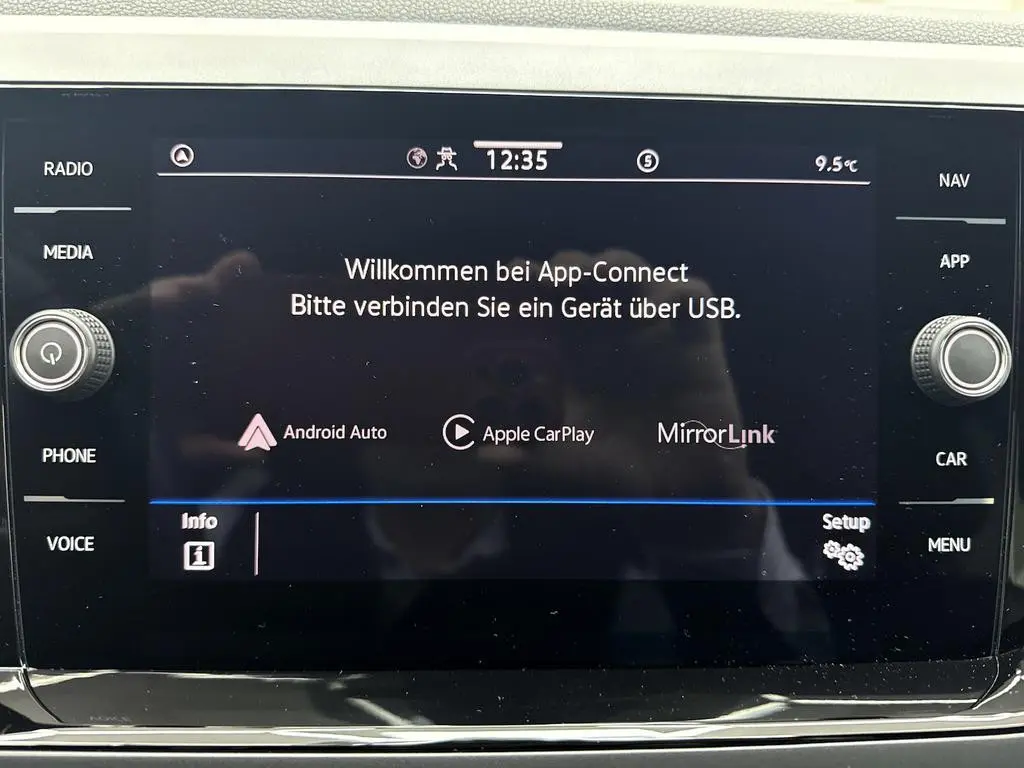 RADIO
MEDIA
PHONE
VOICE
12:35
5
9.5°C
Willkommen bei App-Connect
Bitte verbinden Sie ein Gerät über USB.
Android Auto
Apple CarPlay
MirrorLink
Info
i
Setup
NAV
APP
CAR
MENU